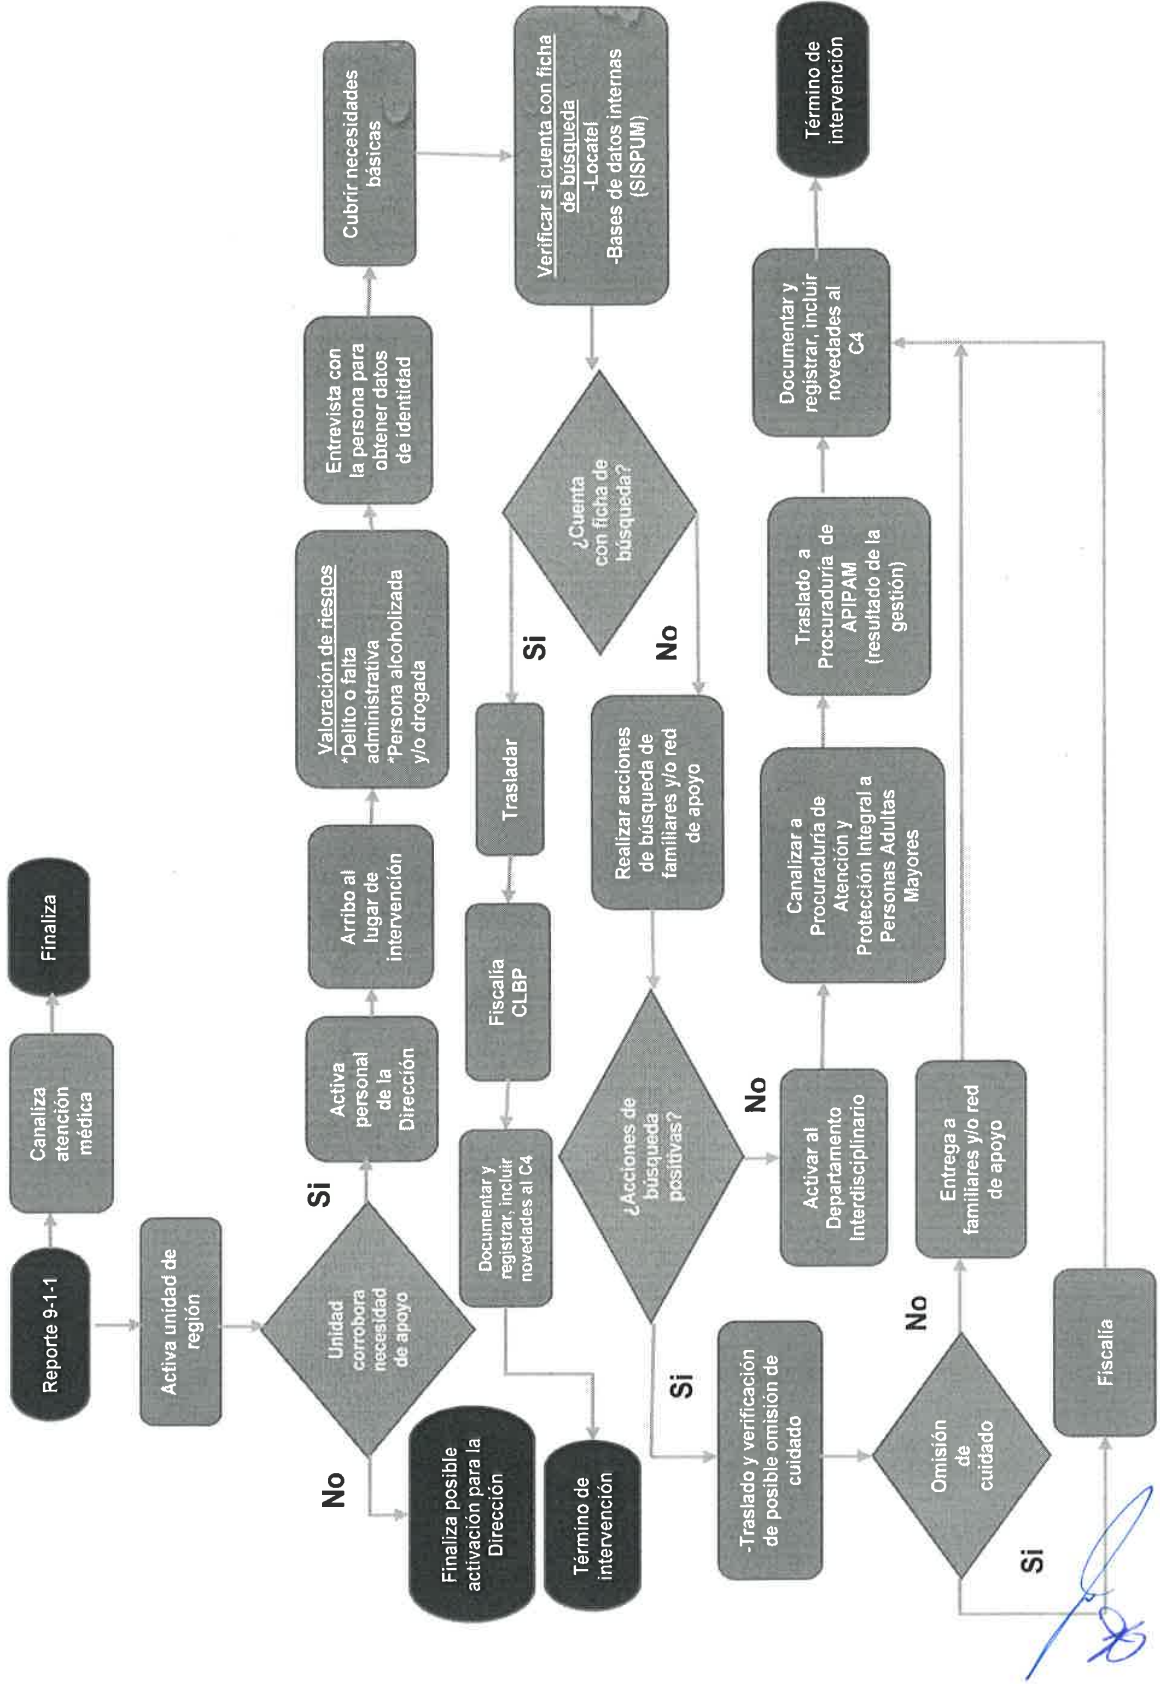 Reporte 9-1-1
Canaliza
atención
médica
Finaliza
Activa unidad de
región
Unidad
corrobora
necesidad
de apoyo
No
Finaliza posible
activación para la
Dirección
Si
Activa
personal
de la
Dirección
Arribo al
lugar de
intervención
Valoración de riesgos
*Delito o falta
administrativa
*Persona alcoholizada
y/o drogada
Entrevista con
la persona para
obtener datos
de identidad
Cubrir necesidades
básicas
Verificar si cuenta con ficha
de búsqueda
-Locatel
-Bases de datos internas
(SISPUM)
¿Cuenta
con ficha de
búsqueda?
Si
Trasladar
Fiscalía
CLBP
Documentar y
registrar, incluir
novedades al C4
Término de
intervención
No
Realizar acciones
de búsqueda de
familiares y/o red
de apoyo
¿Acciones de
búsqueda
positivas?
No
Activar al
Departamento
Interdisciplinario
Canalizar a
Procuraduría de
Atención y
Protección Integral a
Personas Adultas
Mayores
Traslado a
Procuraduría de
APIPAM
(resultado de la
gestión)
Documentar y
registrar, incluir
novedades al
C4
Término de
intervención
Si
-Traslado y verificación
de posible omisión de
cuidado
Omisión
de
cuidado
No
Entrega a
familiares y/o red
de apoyo
Si
Fiscalía